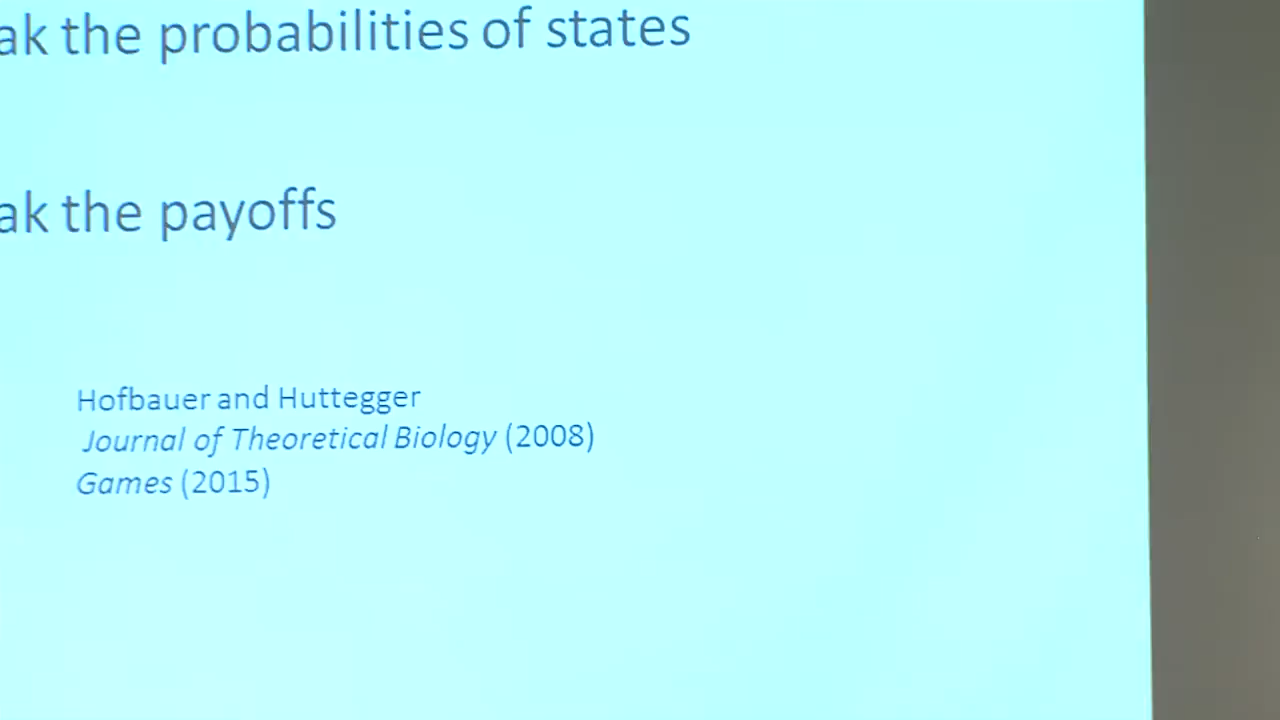 ak the probabilities of states
ak the payoffs
Hofbauer and Huttegger
Journal of Theoretical Biology (2008)
Games (2015)